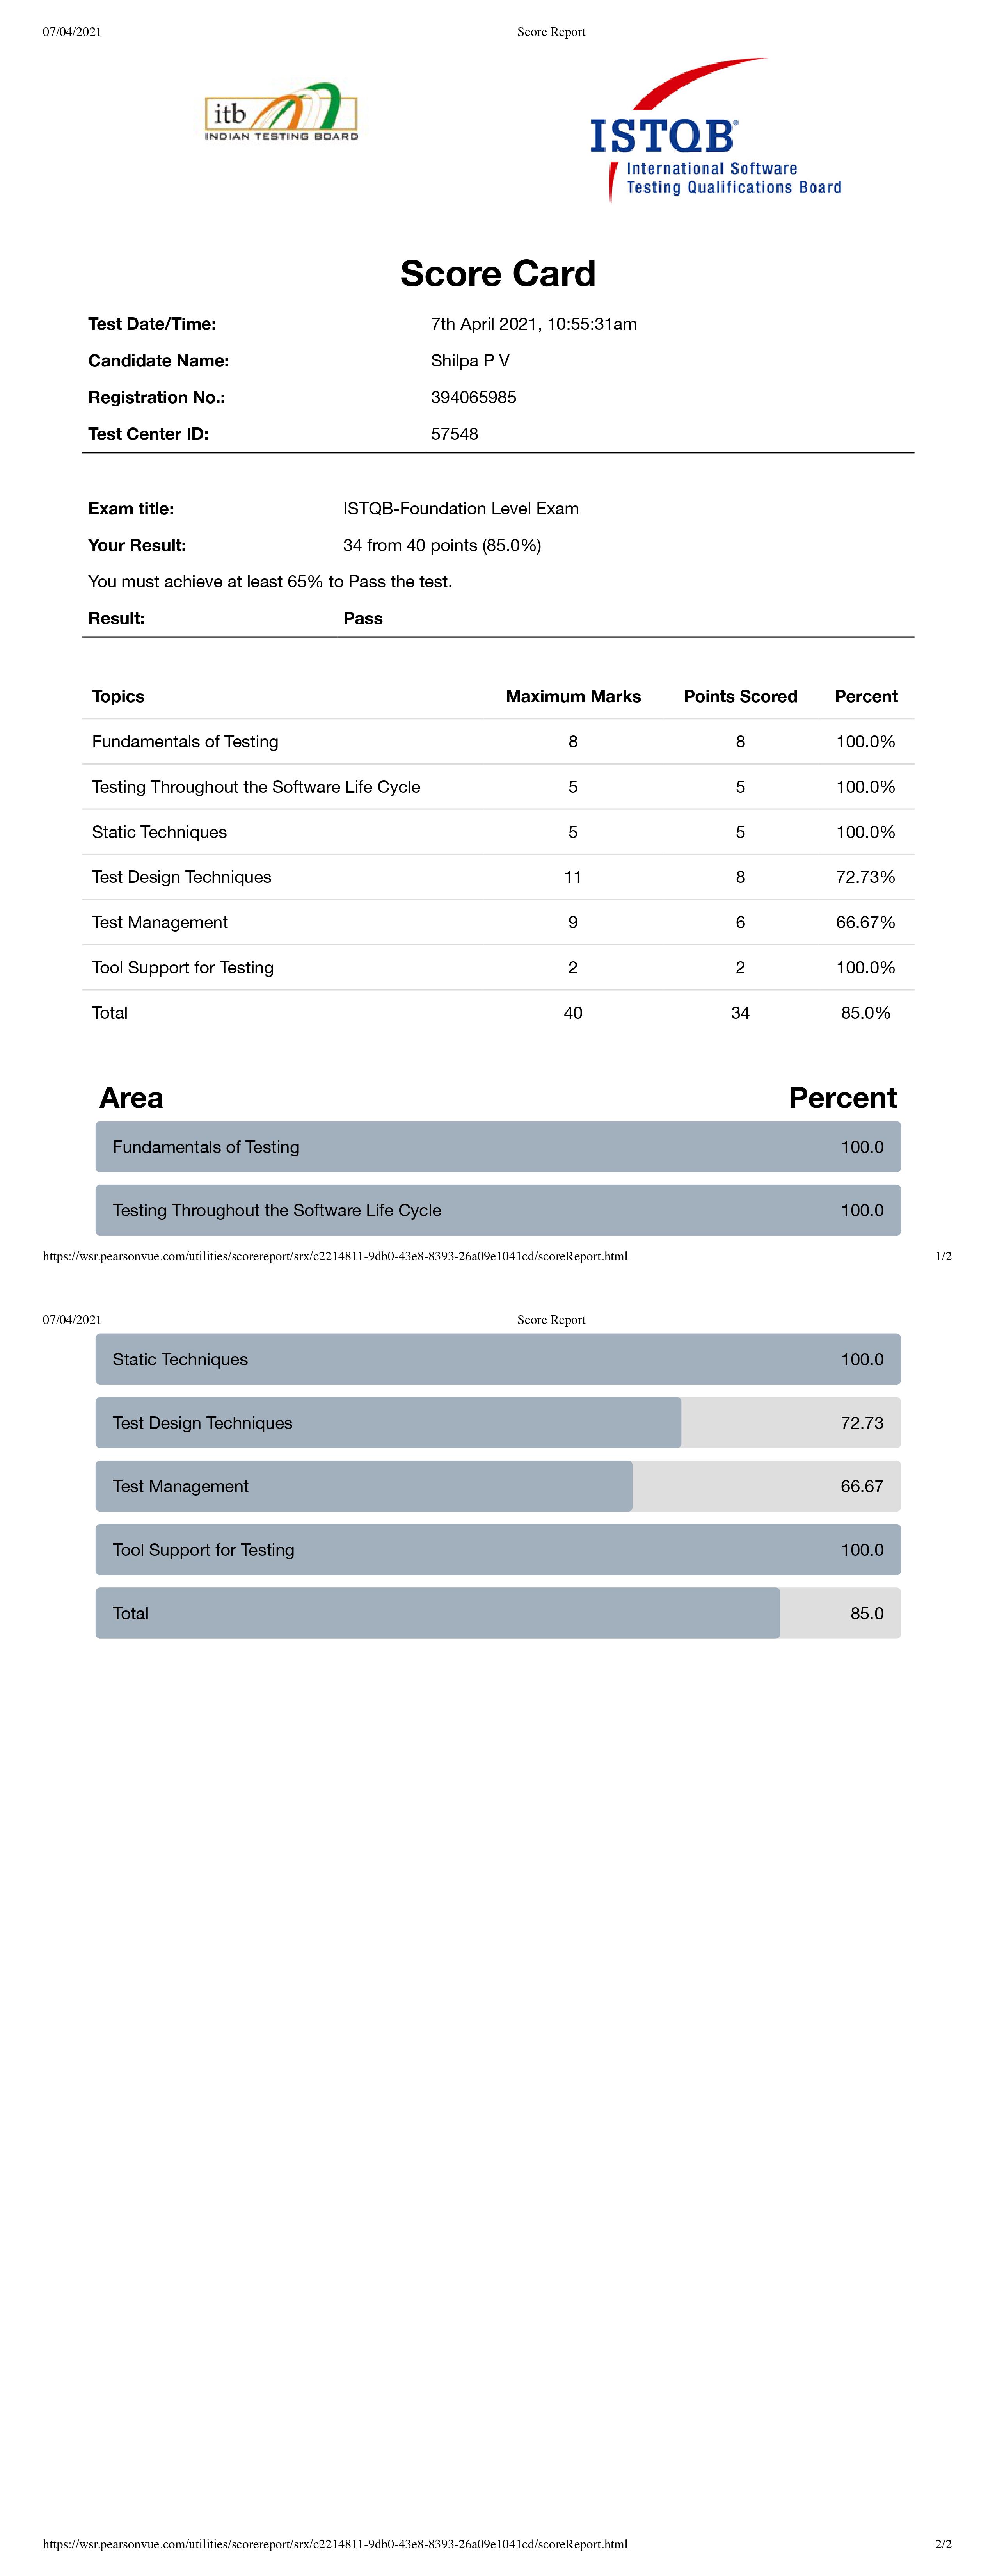 07/04/2021 Score Report
itb
INDIAN TESTING BOARD
ISTQB®
International Software
Testing Qualifications Board
Score Card
Test Date/Time: 7th April 2021, 10:55:31am
Candidate Name: Shilpa P V
Registration No.: 394065985
Test Center ID: 57548
Exam title: ISTQB-Foundation Level Exam
Your Result: 34 from 40 points (85.0%)
You must achieve at least 65% to Pass the test.
Result: Pass
Topics Maximum Marks Points Scored Percent
Fundamentals of Testing 8 8 100.0%
Testing Throughout the Software Life Cycle 5 5 100.0%
Static Techniques 5 5 100.0%
Test Design Techniques 11 8 72.73%
Test Management 9 6 66.67%
Tool Support for Testing 2 2 100.0%
Total 40 34 85.0%
Area Percent
Fundamentals of Testing 100.0
Testing Throughout the Software Life Cycle 100.0
https://wsr.pearsonvue.com/utilities/scorereport/srx/c2214811-9db0-43e8-8393-26a09e1041cd/scoreReport.html 1/2
07/04/2021 Score Report
Static Techniques 100.0
Test Design Techniques 72.73
Test Management 66.67
Tool Support for Testing 100.0
Total 85.0
https://wsr.pearsonvue.com/utilities/scorereport/srx/c2214811-9db0-43e8-8393-26a09e1041cd/scoreReport.html 2/2